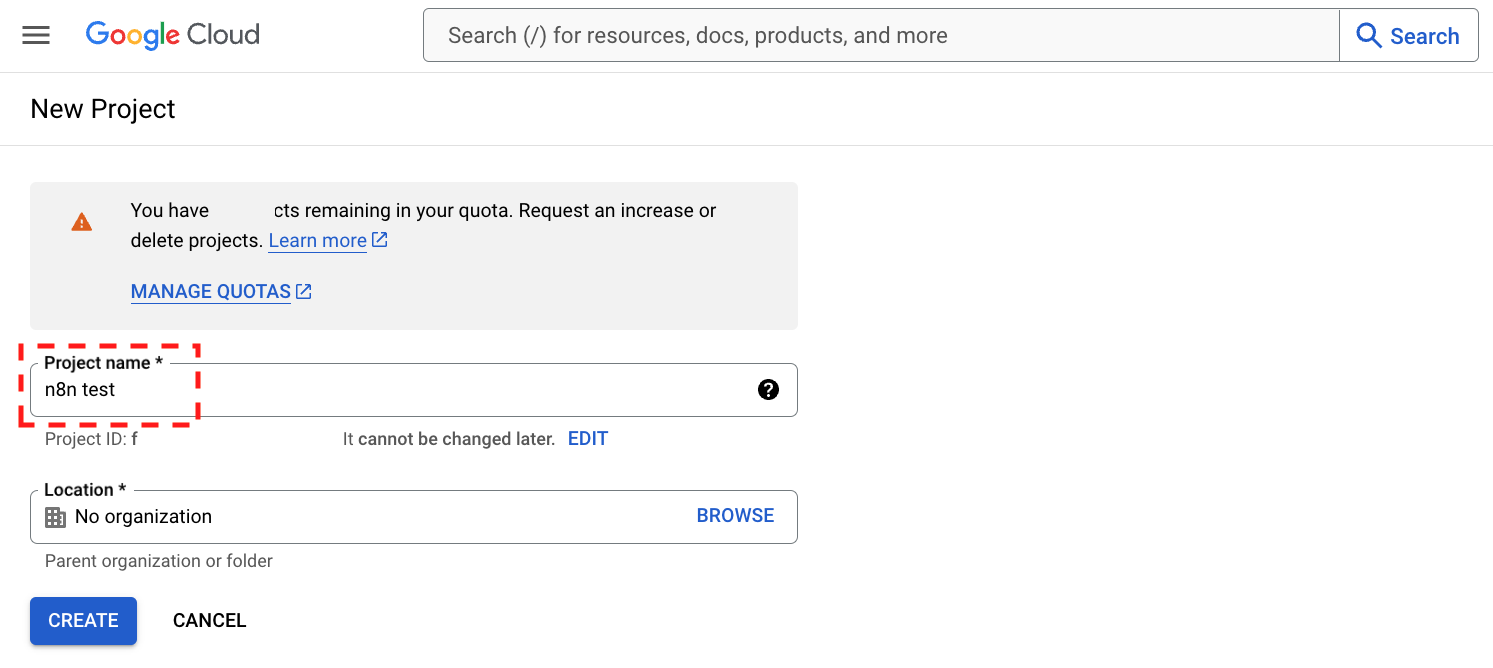 Google Cloud
Search (/) for resources, docs, products, and more
Search
New Project
You have cts remaining in your quota. Request an increase or
delete projects. Learn more
MANAGE QUOTAS
Project name *
n8n test
Project ID: f It cannot be changed later. EDIT
Location *
No organization BROWSE
Parent organization or folder
CREATE CANCEL